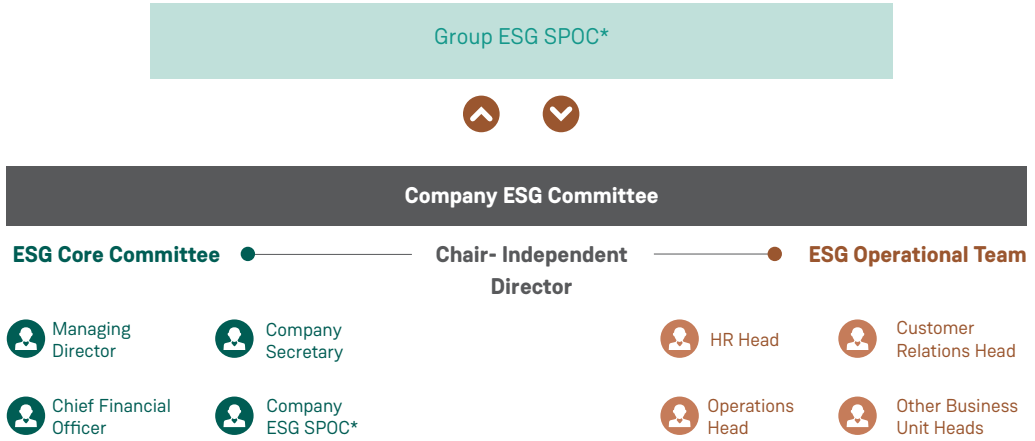 Group ESG SPOC*
Company ESG Committee
ESG Core Committee
Chair- Independent
Director
ESG Operational Team
Managing
Director
Company
Secretary
HR Head
Customer
Relations Head
Chief Financial
Officer
Company
ESG SPOC*
Operations
Head
Other Business
Unit Heads